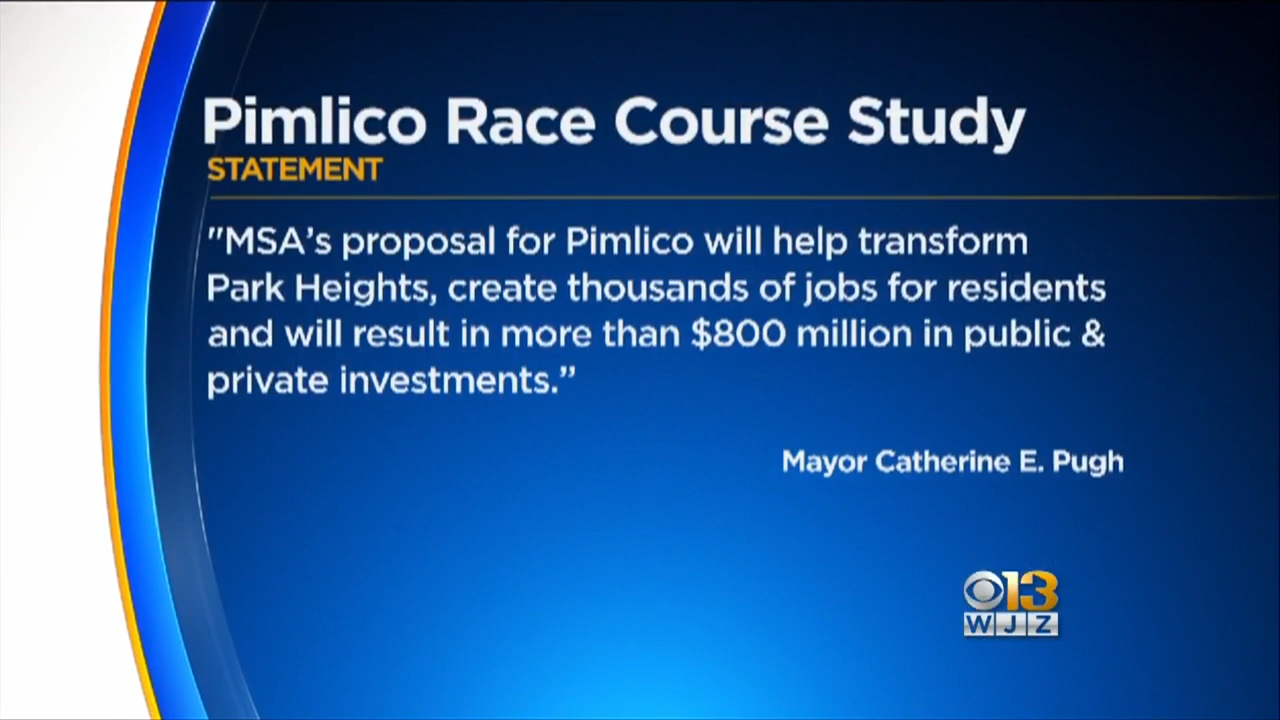 Pimlico Race Course Study
STATEMENT
"MSA’s proposal for Pimlico will help transform
Park Heights, create thousands of jobs for residents
and will result in more than $800 million in public &
private investments.”
Mayor Catherine E. Pugh
13
WJZ